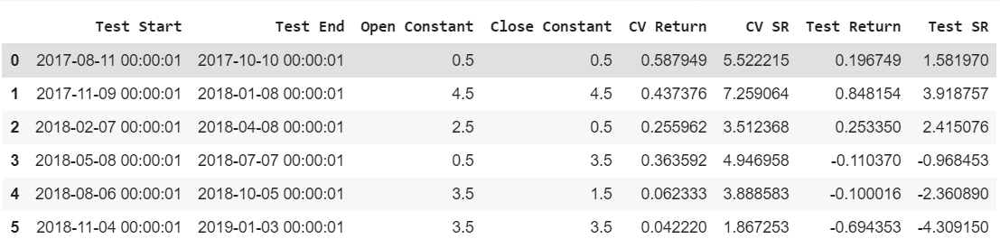 Test Start Test End Open Constant Close Constant CV Return CV SR Test Return Test SR
0 2017-08-11 00:00:01 2017-10-10 00:00:01 0.5 0.5 0.587949 5.522215 0.196749 1.581970
1 2017-11-09 00:00:01 2018-01-08 00:00:01 4.5 4.5 0.437376 7.259064 0.848154 3.918757
2 2018-02-07 00:00:01 2018-04-08 00:00:01 2.5 0.5 0.255962 3.512368 0.253350 2.415076
3 2018-05-08 00:00:01 2018-07-07 00:00:01 0.5 3.5 0.363592 4.946958 -0.110370 -0.968453
4 2018-08-06 00:00:01 2018-10-05 00:00:01 3.5 1.5 0.062333 3.888583 -0.100016 -2.360890
5 2018-11-04 00:00:01 2019-01-03 00:00:01 3.5 3.5 0.042220 1.867253 -0.694353 -4.309150